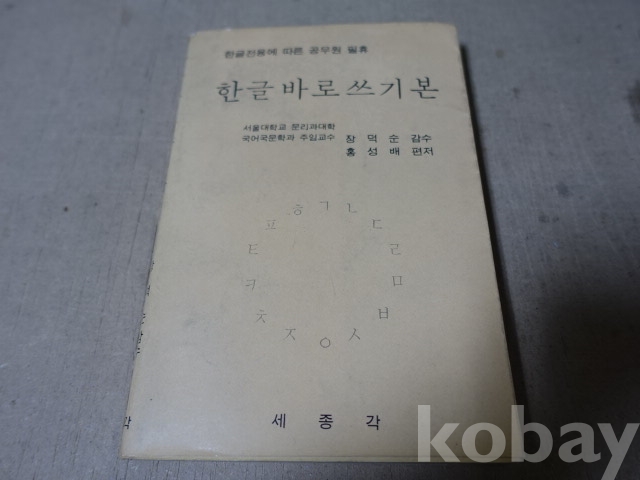 한글전용에 따른 공무원 필휴
한글바로쓰기본
서울대학교 문리과대학
국어국문학과 주임교수 장덕순 감수
홍성배 편저
ㄱ ㄴ ㄷ ㄹ ㅁ ㅂ ㅅ ㅇ ㅈ ㅊ ㅋ ㅌ ㅍ ㅎ
세종각
각
kobay